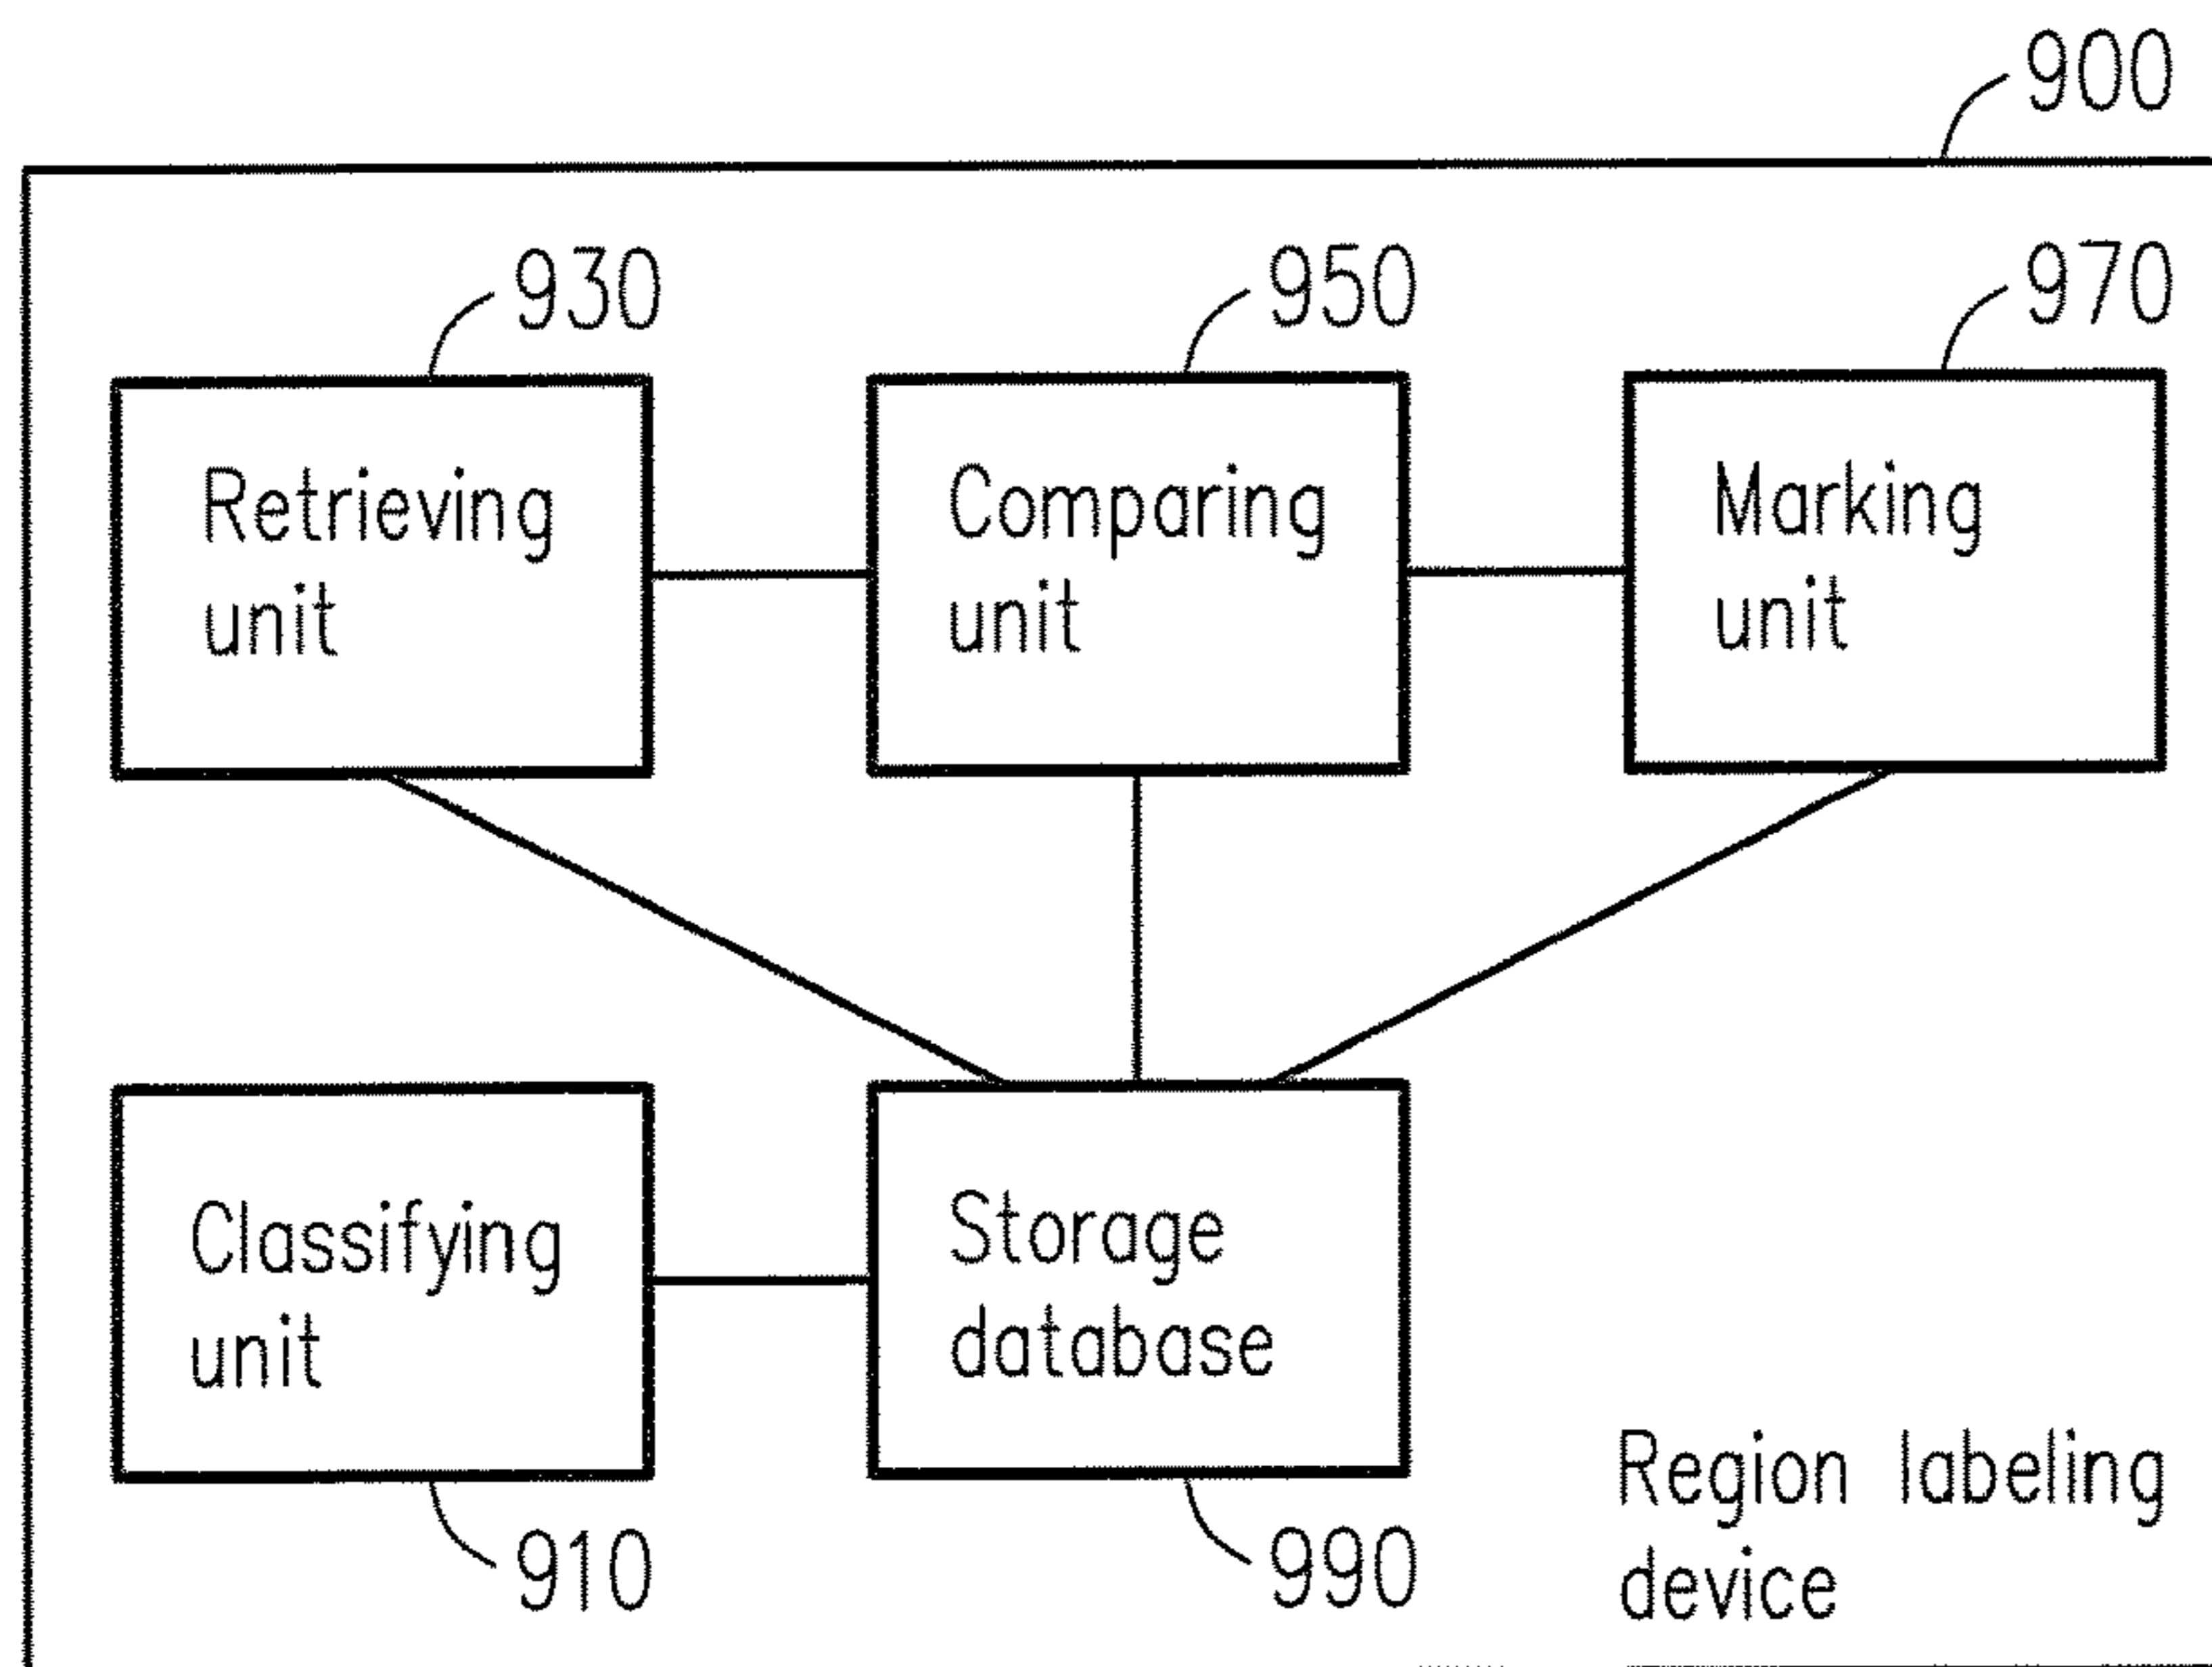 900
930
950
970
Retrieving
unit
Comparing
unit
Marking
unit
Classifying
unit
Storage
database
910
990
Region labeling
device